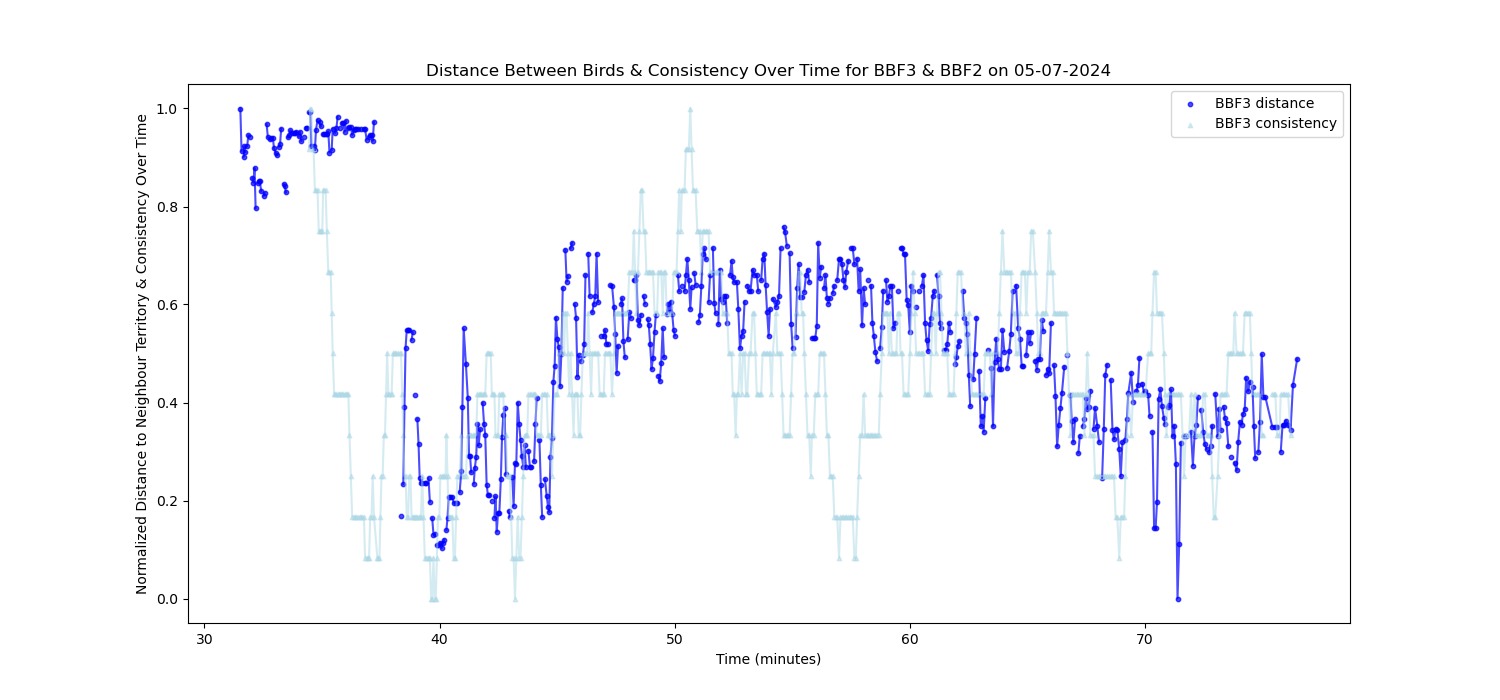 Distance Between Birds & Consistency Over Time for BBF3 & BBF2 on 05-07-2024
BBF3 distance
BBF3 consistency
Normalized Distance to Neighbour Territory & Consistency Over Time
1.0
0.8
0.6
0.4
0.2
0.0
30 40 50 60 70
Time (minutes)